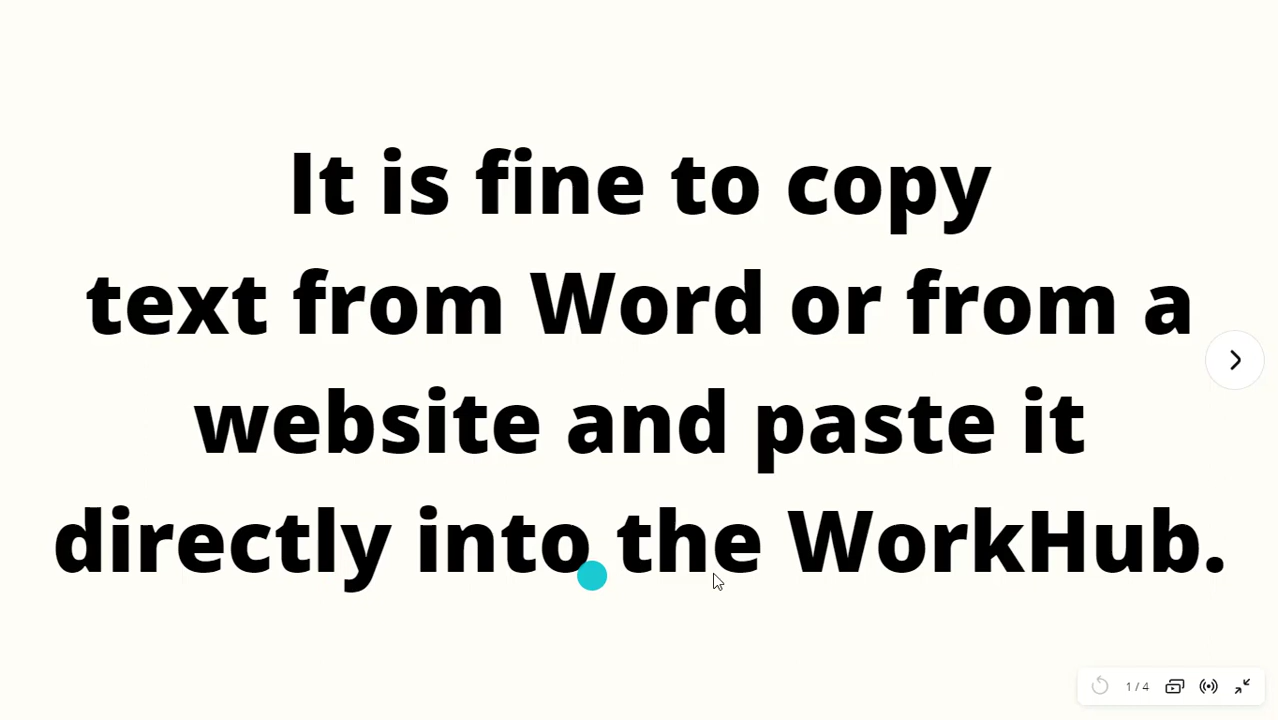 It is fine to copy
text from Word or from a
website and paste it
directly into the WorkHub.
1 / 4